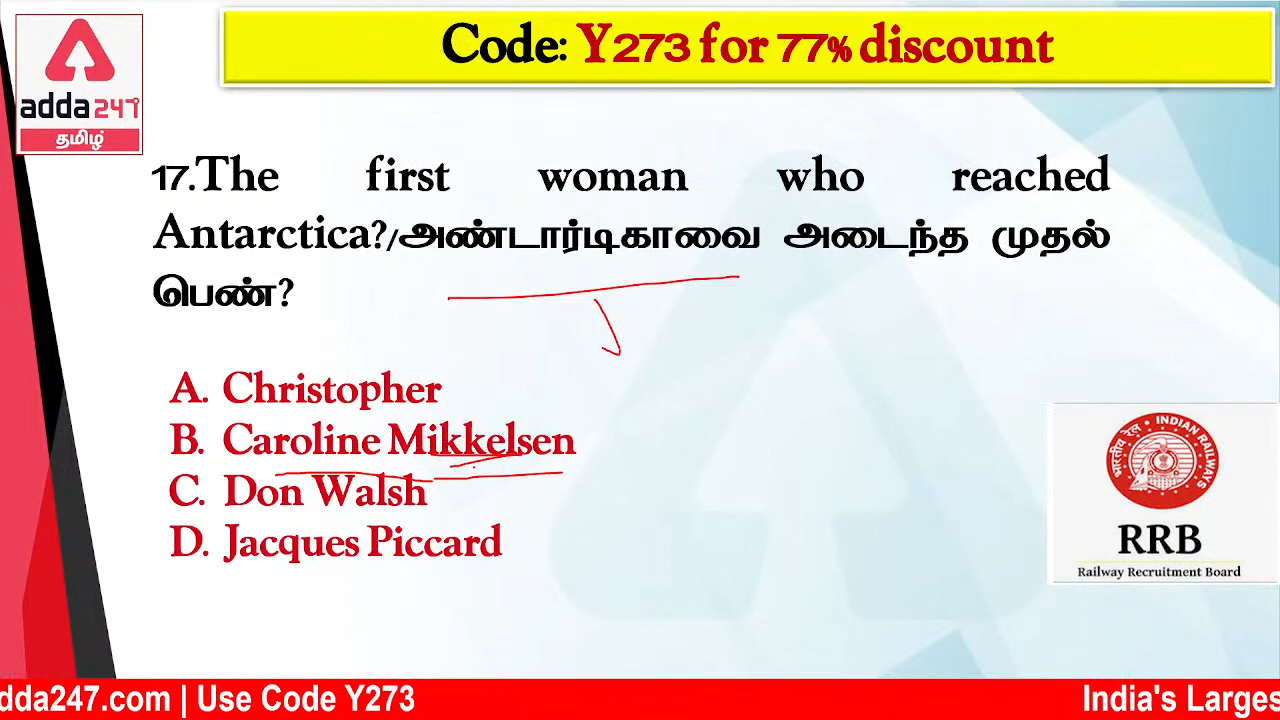 Code: Y273 for 77% discount
adda247
தமிழ்
17.The first woman who reached
Antarctica?/அண்டார்டிகாவை அடைந்த முதல்
பெண்?
A. Christopher
B. Caroline Mikkelsen
C. Don Walsh
D. Jacques Piccard
भारतीय रेल INDIAN RAILWAYS
RRB
Railway Recruitment Board
dda247.com | Use Code Y273
India's Larges